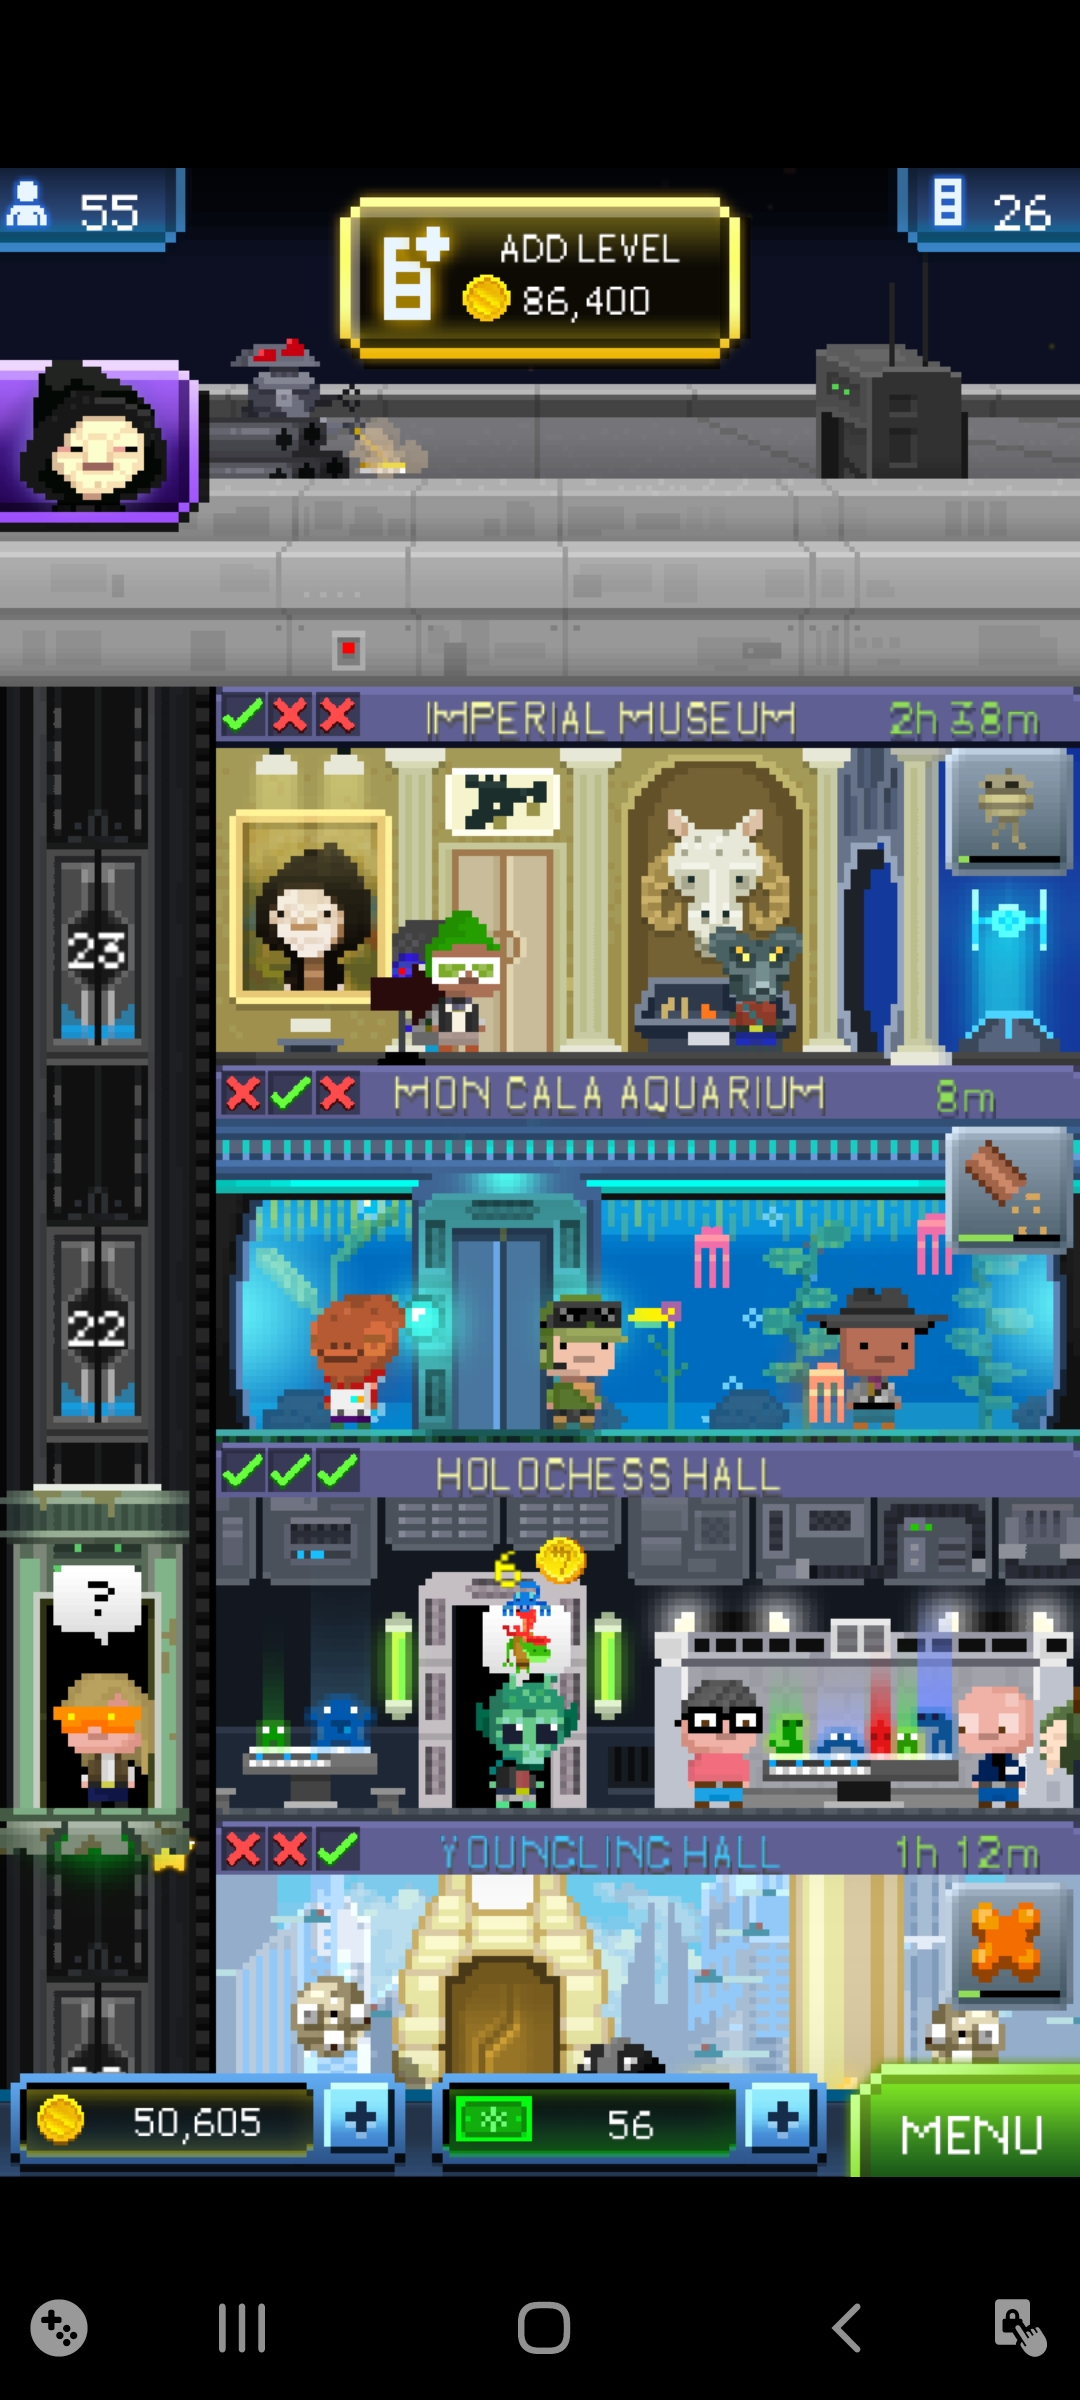 55
ADD LEVEL
86,400
26
IMPERIAL MUSEUM 2h 38m
23
MON CALA AQUARIUM 8m
22
HOLOCHESS HALL
?
6
YOUNGLING HALL 1h 12m
50,605
56
MENU